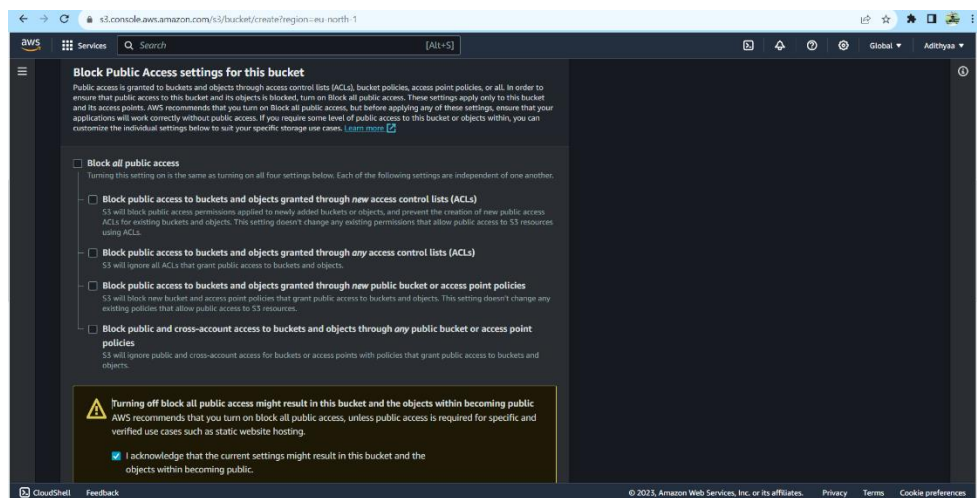 s3.console.aws.amazon.com/s3/bucket/create?region=eu-north-1
aws Services Search [Alt+S] Global Adithyaa
Block Public Access settings for this bucket
Public access is granted to buckets and objects through access control lists (ACLs), bucket policies, access point policies, or all. In order to
ensure that public access to this bucket and its objects is blocked, turn on Block all public access. These settings apply only to this bucket
and its access points. AWS recommends that you turn on Block all public access, but before applying any of these settings, ensure that your
applications will work correctly without public access. If you require some level of public access to this bucket or objects within, you can
customize the individual settings below to suit your specific storage use cases. Learn more
Block all public access
Turning this setting on is the same as turning on all four settings below. Each of the following settings are independent of one another.
Block public access to buckets and objects granted through new access control lists (ACLs)
S3 will block public access permissions applied to newly added buckets or objects, and prevent the creation of new public access
ACLs for existing buckets and objects. This setting doesn't change any existing permissions that allow public access to S3 resources
using ACLs.
Block public access to buckets and objects granted through any access control lists (ACLs)
S3 will ignore all ACLs that grant public access to buckets and objects.
Block public access to buckets and objects granted through new public bucket or access point policies
S3 will block new bucket and access point policies that grant public access to buckets and objects. This setting doesn't change any
existing policies that allow public access to S3 resources.
Block public and cross-account access to buckets and objects through any public bucket or access point
policies
S3 will ignore public and cross-account access for buckets or access points with policies that grant public access to buckets and
objects.
Turning off block all public access might result in this bucket and the objects within becoming public
AWS recommends that you turn on block all public access, unless public access is required for specific and
verified use cases such as static website hosting.
I acknowledge that the current settings might result in this bucket and the
objects within becoming public.
CloudShell Feedback © 2023, Amazon Web Services, Inc. or its affiliates. Privacy Terms Cookie preferences